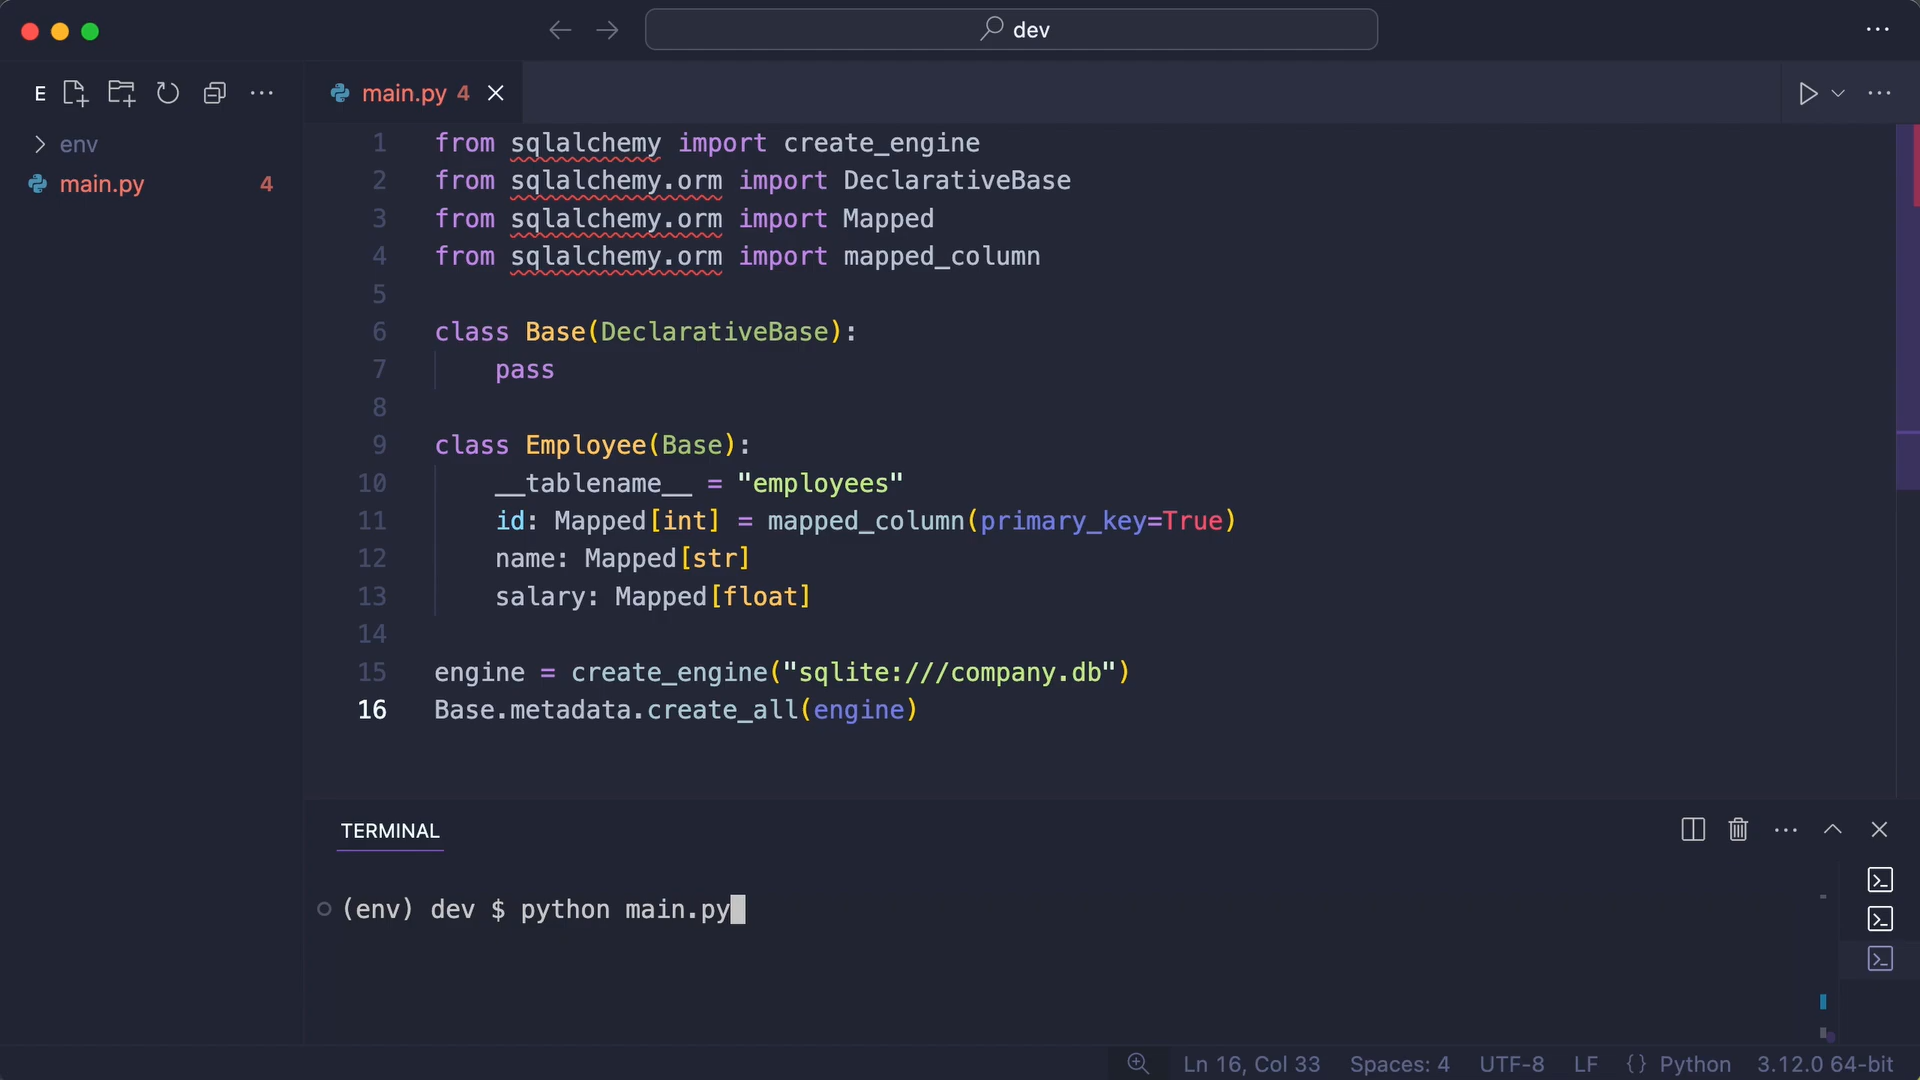 dev
E
main.py 4
env
main.py 4
1 from sqlalchemy import create_engine
2 from sqlalchemy.orm import DeclarativeBase
3 from sqlalchemy.orm import Mapped
4 from sqlalchemy.orm import mapped_column
5
6 class Base(DeclarativeBase):
7     pass
8
9 class Employee(Base):
10     __tablename__ = "employees"
11     id: Mapped[int] = mapped_column(primary_key=True)
12     name: Mapped[str]
13     salary: Mapped[float]
14
15 engine = create_engine("sqlite:///company.db")
16 Base.metadata.create_all(engine)
TERMINAL
(env) dev $ python main.py
Ln 16, Col 33 Spaces: 4 UTF-8 LF {} Python 3.12.0 64-bit